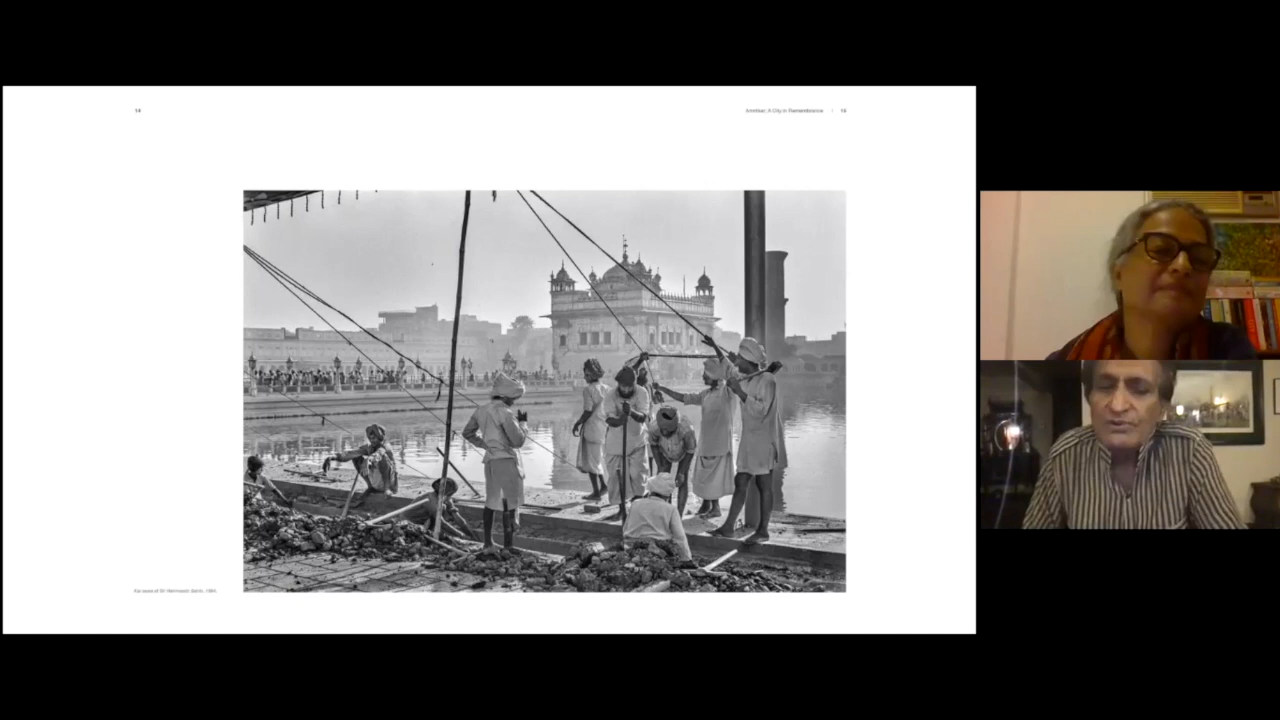 14
Amritsar, A City in Remembrance | 15
Kar sewa of Sri Harmandir Sahib, 1984.